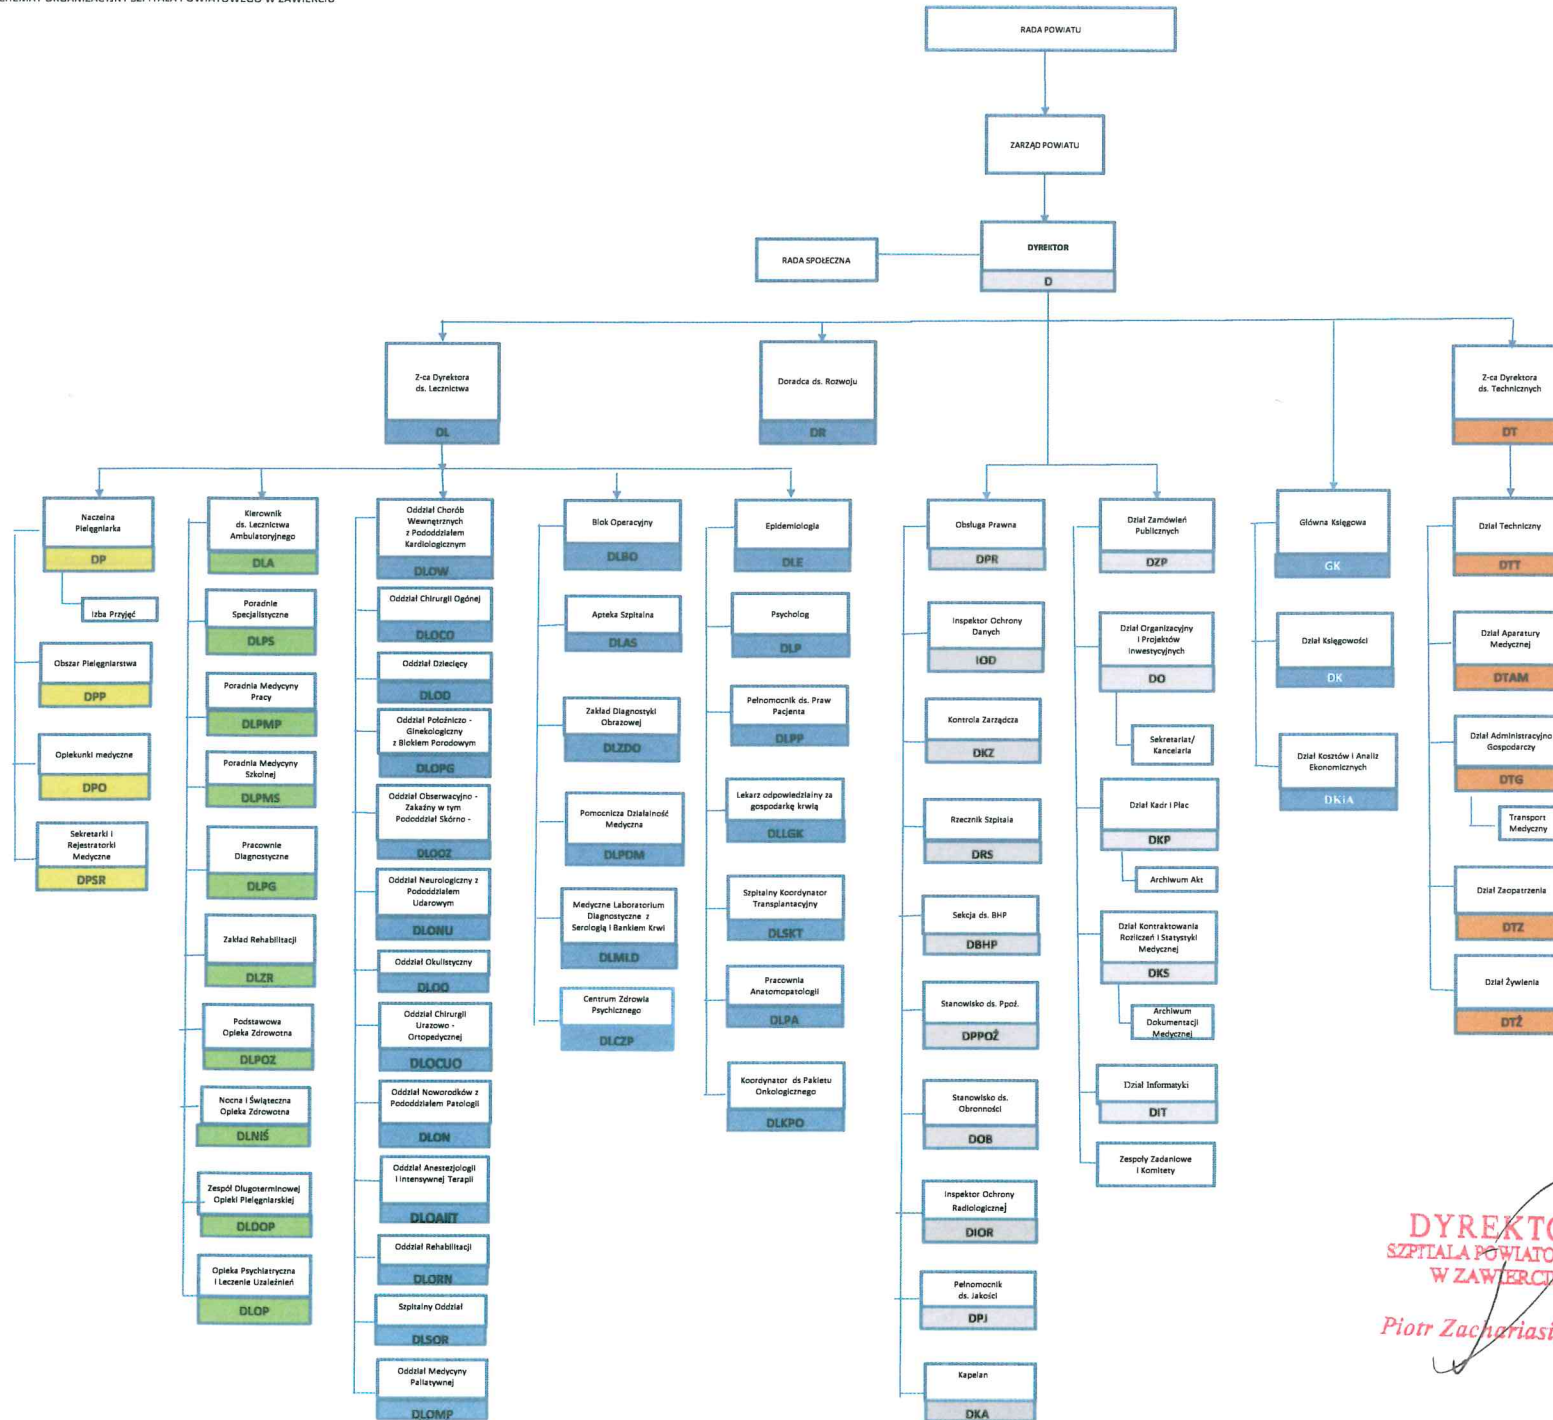 RADA POWIATU
ZARZĄD POWIATU
DYREKTOR
D
RADA SPOŁECZNA
Z-ca Dyrektora
ds. Lecznictwa
DL
Doradca ds. Rozwoju
DR
Z-ca Dyrektora
ds. Technicznych
DT
Naczelna
Pielęgniarka
DP
Izba Przyjęć
Obszar Pielęgniarstwa
DPP
Opiekunki medyczne
DPO
Sekretarki i
Rejestratorki
Medyczne
DPSR
Kierownik
ds. Lecznictwa
Ambulatoryjnego
DLA
Poradnie
Specjalistyczne
DLPS
Poradnia Medycyny
Pracy
DLPMP
Poradnia Medycyny
Szkolnej
DLPMS
Pracownie
Diagnostyczne
DLPG
Zakład Rehabilitacji
DLZR
Podstawowa
Opieka Zdrowotna
DLPOZ
Nocna i Świąteczna
Opieka Zdrowotna
DLNIŚ
Zespół Długoterminowej
Opieki Pielęgniarskiej
DLDOP
Opieka Psychiatryczna
i Leczenie Uzależnień
DLOP
Oddział Chorób
Wewnętrznych
z Pododdziałem
Kardiologicznym
DLOW
Oddział Chirurgii Ogónej
DLOCO
Oddział Dziecięcy
DLOD
Oddział Położniczo -
Ginekologiczny
z Blokiem Porodowym
DLOPG
Oddział Obserwacyjno -
Zakaźny w tym
Pododdział Skórno -
DLOOZ
Oddział Neurologiczny z
Pododdziałem
Udarowym
DLONU
Oddział Okulistyczny
DLOO
Oddział Chirurgii
Urazowo -
Ortopedycznej
DLOCUO
Oddział Noworodków z
Pododdziałem Patologii
DLON
Oddział Anestezjologii
i Intensywnej Terapii
DLOAIIT
Oddział Rehabilitacji
DLORN
Szpitalny Oddział
DLSOR
Oddział Medycyny
Paliatywnej
DLOMP
Blok Operacyjny
DLBO
Apteka Szpitalna
DLAS
Zakład Diagnostyki
Obrazowej
DLZDO
Pomocnicza Działalność
Medyczna
DLPDM
Medyczne Laboratorium
Diagnostyczne z
Serologią i Bankiem Krwi
DLMLD
Centrum Zdrowia
Psychicznego
DLCZP
Epidemiologia
DLE
Psycholog
DLP
Pełnomocnik ds. Praw
Pacjenta
DLPP
Lekarz odpowiedzialny za
gospodarkę krwią
DLLGK
Szpitalny Koordynator
Transplantacyjny
DLSKT
Pracownia
Anatomopatologii
DLPA
Koordynator ds Pakietu
Onkologicznego
DLKPO
Obsługa Prawna
DPR
Inspektor Ochrony
Danych
IOD
Kontrola Zarządcza
DKZ
Rzecznik Szpitala
DRS
Sekcja ds. BHP
DBHP
Stanowisko ds. Ppoż.
DPPOŻ
Stanowisko ds.
Obronności
DOB
Inspektor Ochrony
Radiologicznej
DIOR
Pełnomocnik
ds. Jakości
DPJ
Kapelan
DKA
Dział Zamówień
Publicznych
DZP
Dział Organizacyjny
i Projektów
Inwestycyjnych
DO
Sekretariat/
Kancelaria
Dział Kadr i Płac
DKP
Archiwum Akt
Dział Kontraktowania
Rozliczeń i Statystyki
Medycznej
DKS
Archiwum
Dokumentacji
Medycznej
Dział Informatyki
DIT
Zespoły Zadaniowe
i Komitety
Główna Księgowa
GK
Dział Księgowości
DK
Dział Kosztów i Analiz
Ekonomicznych
DKiA
Dział Techniczny
DTT
Dział Aparatury
Medycznej
DTAM
Dział Administracyjno
Gospodarczy
DTG
Transport
Medyczny
Dział Zaopatrzenia
DTZ
Dział Żywienia
DTŻ
DYREKTO
SZPITALA POWIATO
W ZAWIERCI
Piotr Zachariasi